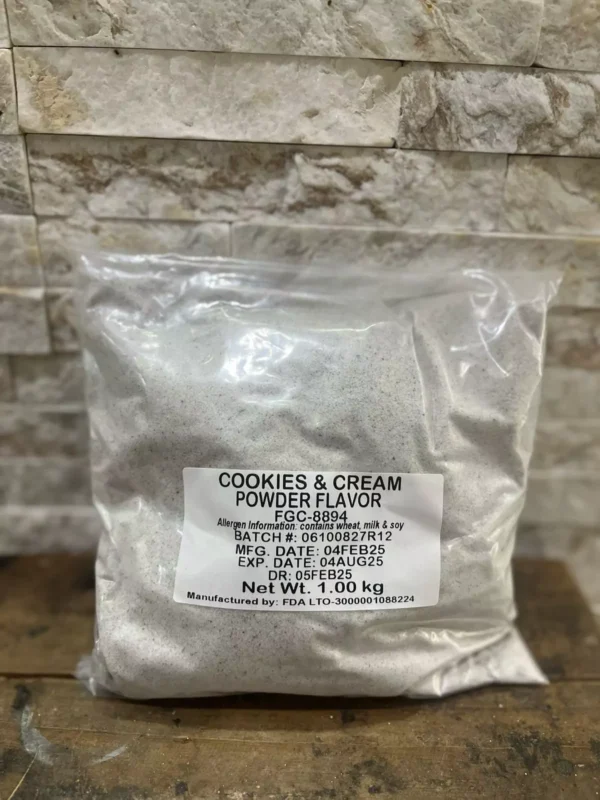 COOKIES & CREAM
POWDER FLAVOR
FGC-8894
Allergen Information: contains wheat, milk & soy
BATCH #: 06100827R12
MFG. DATE: 04FEB25
EXP. DATE: 04AUG25
DR: 05FEB25
Net Wt. 1.00 kg
Manufactured by: FDA LTO-3000001088224